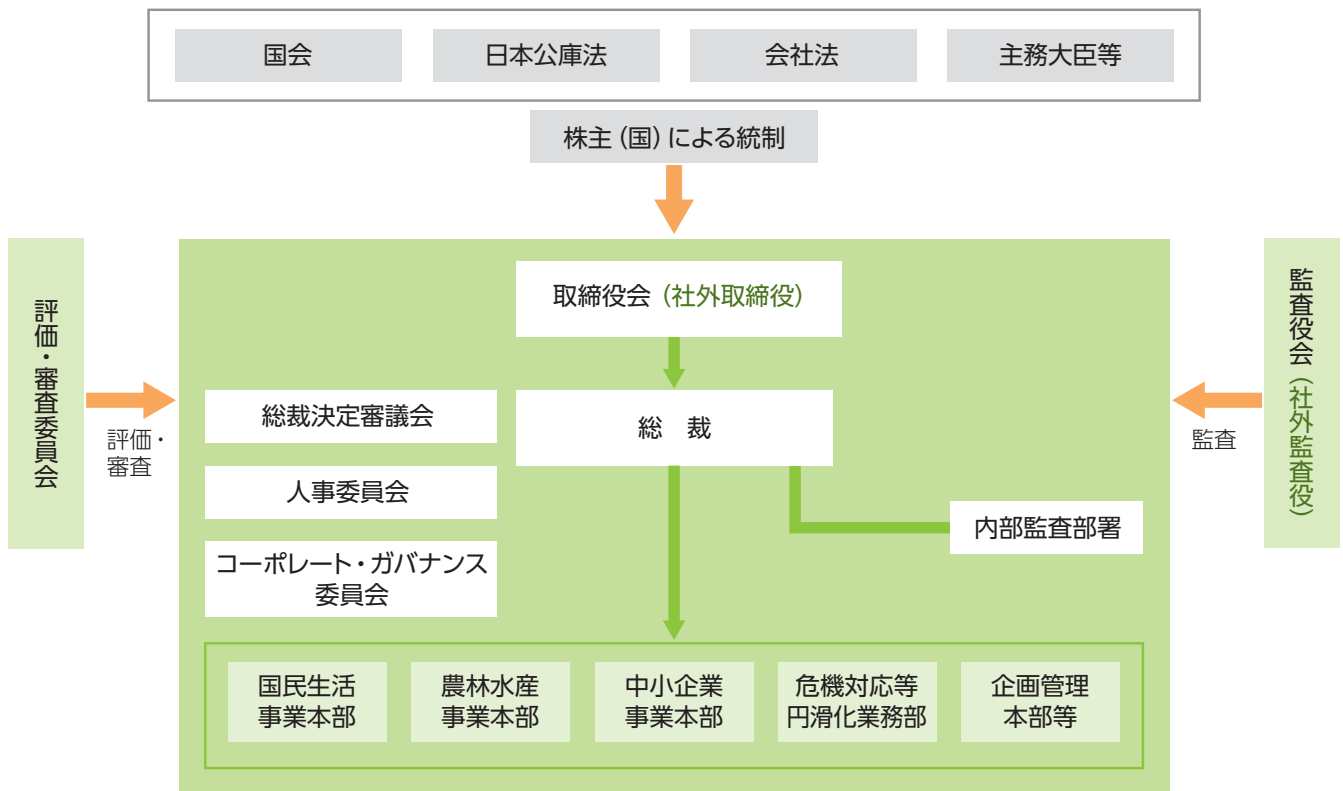 国会
日本公庫法
会社法
主務大臣等
株主（国）による統制
評価・審査委員会
評価・
審査
取締役会（社外取締役）
総裁決定審議会
総　裁
人事委員会
コーポレート・ガバナンス
委員会
内部監査部署
監査
監査役会（社外監査役）
国民生活
事業本部
農林水産
事業本部
中小企業
事業本部
危機対応等
円滑化業務部
企画管理
本部等